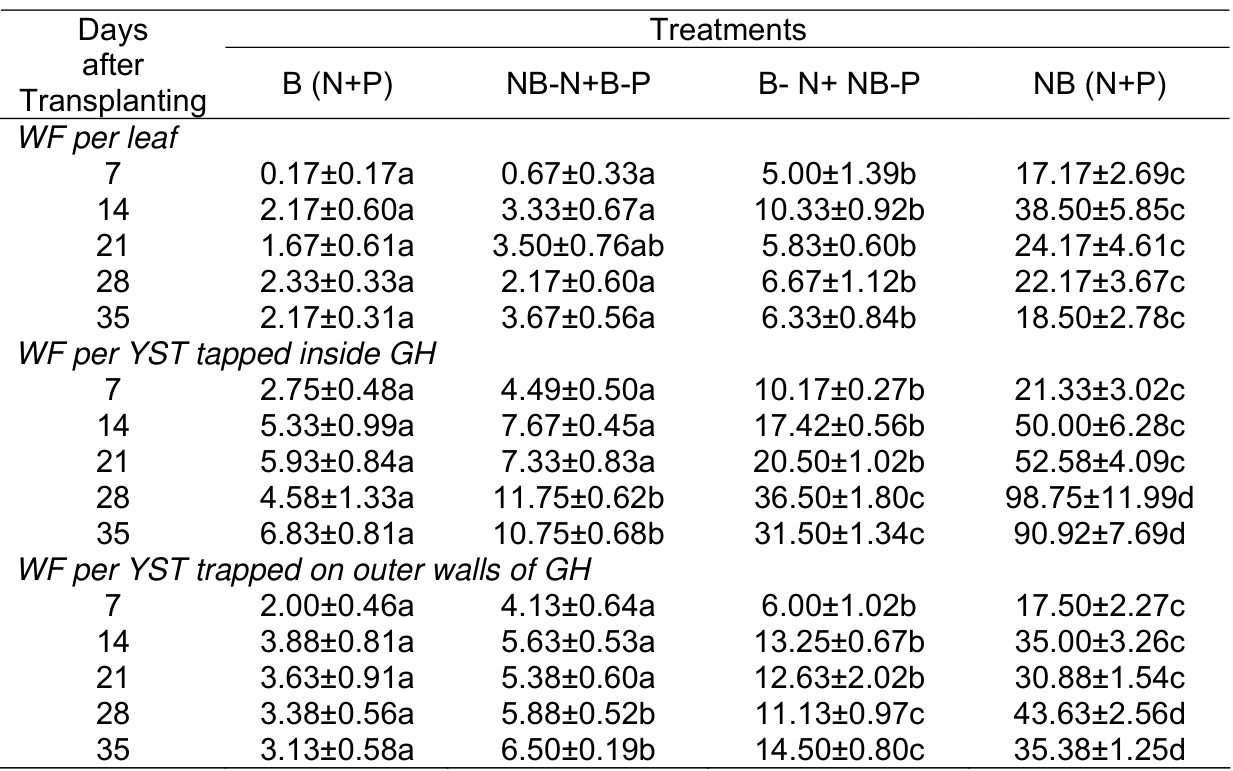 Days after Transplanting Treatments
B (N+P) NB-N+B-P B- N+ NB-P NB (N+P)
WF per leaf
7 0.17±0.17a 0.67±0.33a 5.00±1.39b 17.17±2.69c
14 2.17±0.60a 3.33±0.67a 10.33±0.92b 38.50±5.85c
21 1.67±0.61a 3.50±0.76ab 5.83±0.60b 24.17±4.61c
28 2.33±0.33a 2.17±0.60a 6.67±1.12b 22.17±3.67c
35 2.17±0.31a 3.67±0.56a 6.33±0.84b 18.50±2.78c
WF per YST tapped inside GH
7 2.75±0.48a 4.49±0.50a 10.17±0.27b 21.33±3.02c
14 5.33±0.99a 7.67±0.45a 17.42±0.56b 50.00±6.28c
21 5.93±0.84a 7.33±0.83a 20.50±1.02b 52.58±4.09c
28 4.58±1.33a 11.75±0.62b 36.50±1.80c 98.75±11.99d
35 6.83±0.81a 10.75±0.68b 31.50±1.34c 90.92±7.69d
WF per YST trapped on outer walls of GH
7 2.00±0.46a 4.13±0.64a 6.00±1.02b 17.50±2.27c
14 3.88±0.81a 5.63±0.53a 13.25±0.67b 35.00±3.26c
21 3.63±0.91a 5.38±0.60a 12.63±2.02b 30.88±1.54c
28 3.38±0.56a 5.88±0.52b 11.13±0.97c 43.63±2.56d
35 3.13±0.58a 6.50±0.19b 14.50±0.80c 35.38±1.25d